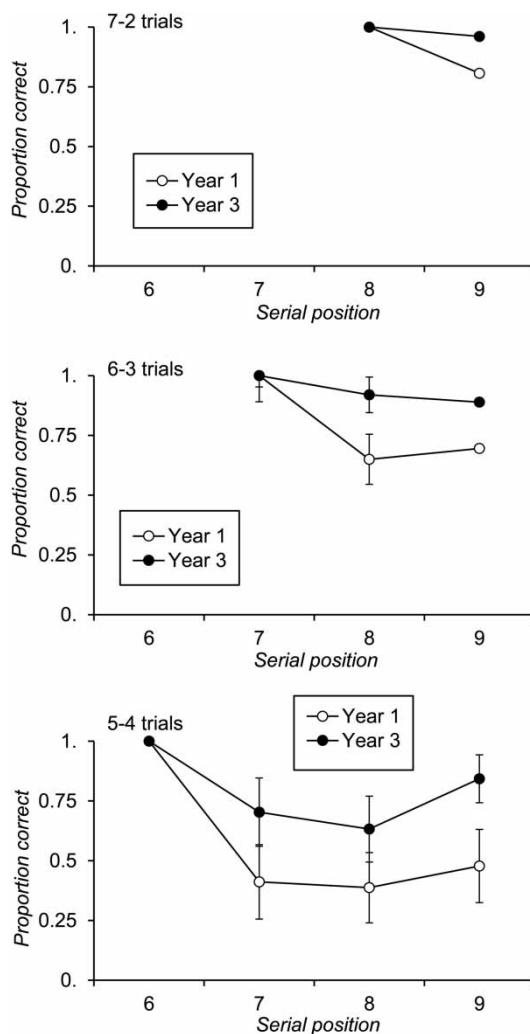 7-2 trials
1.
0.75
0.5
0.25
0.
Proportion correct
Year 1
Year 3
6 7 8 9
Serial position
6-3 trials
1.
0.75
0.5
0.25
0.
Proportion correct
Year 1
Year 3
6 7 8 9
Serial position
5-4 trials
Year 1
Year 3
1.
0.75
0.5
0.25
0.
Proportion correct
6 7 8 9
Serial position